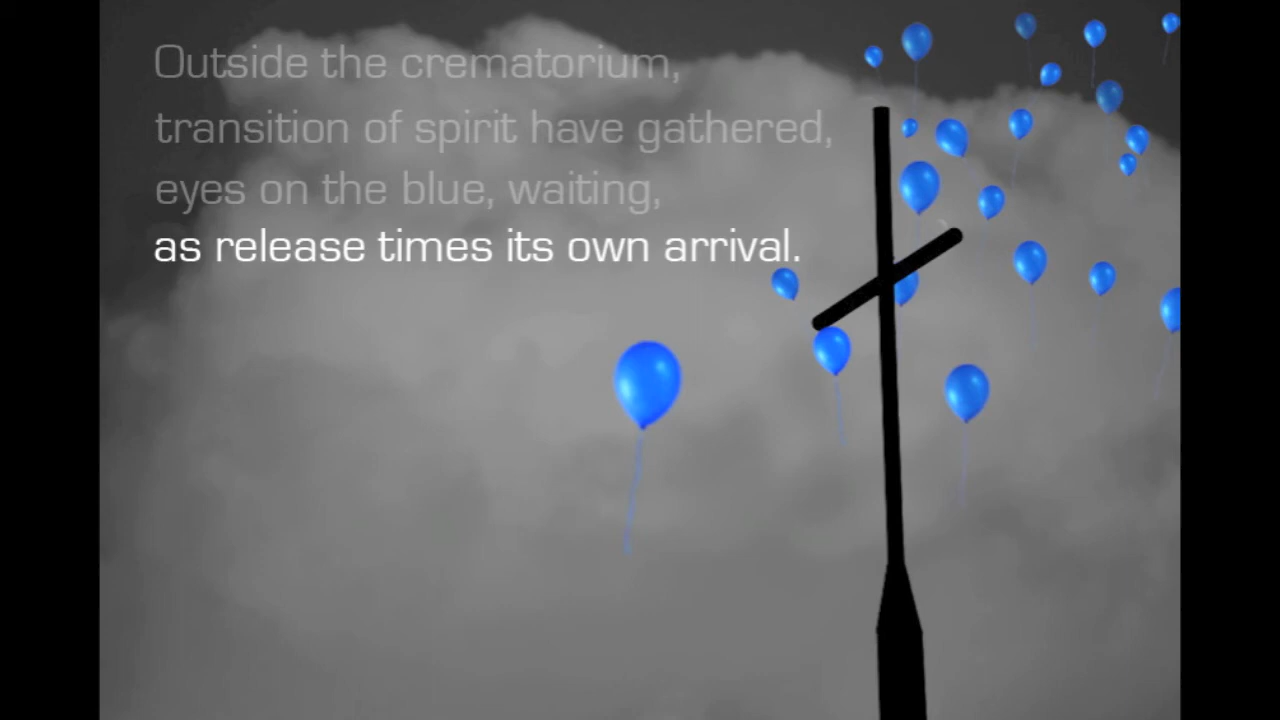 Outside the crematorium,
transition of spirit have gathered,
eyes on the blue, waiting,
as release times its own arrival.